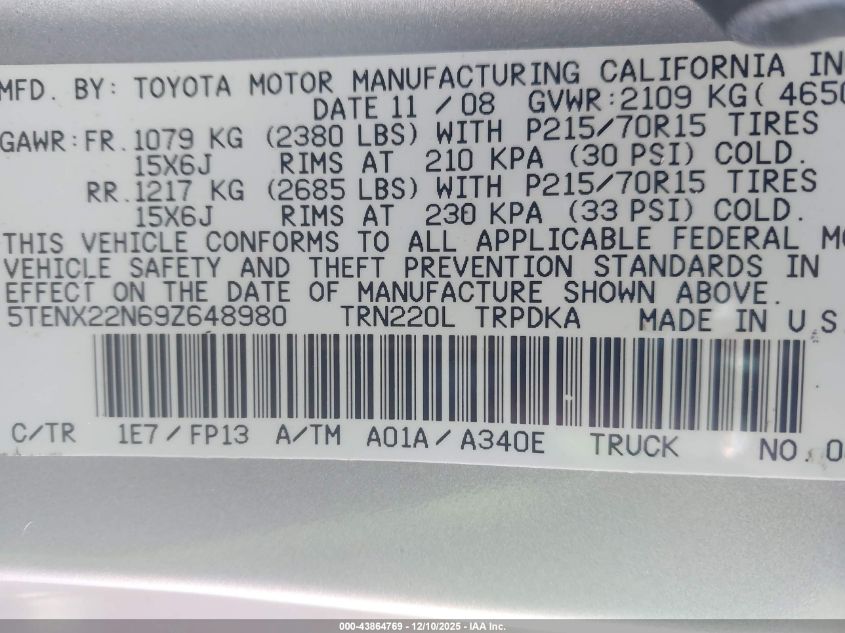 MFD. BY: TOYOTA MOTOR MANUFACTURING CALIFORNIA IN
DATE 11 / 08 GVWR:2109 KG( 4650
GAWR:FR.1079 KG (2380 LBS) WITH P215/70R15 TIRES
15X6J RIMS AT 210 KPA (30 PSI) COLD.
RR.1217 KG (2685 LBS) WITH P215/70R15 TIRES
15X6J RIMS AT 230 KPA (33 PSI) COLD.
THIS VEHICLE CONFORMS TO ALL APPLICABLE FEDERAL MO
VEHICLE SAFETY AND THEFT PREVENTION STANDARDS IN
EFFECT ON THE DATE OF MANUFACTURE SHOWN ABOVE.
5TENX22N69Z648980 TRN220L TRPDKA MADE IN U.S
C/TR 1E7/FP13 A/TM A01A/A340E TRUCK NO. 0
000-43864769 - 12/10/2025 - IAA Inc.